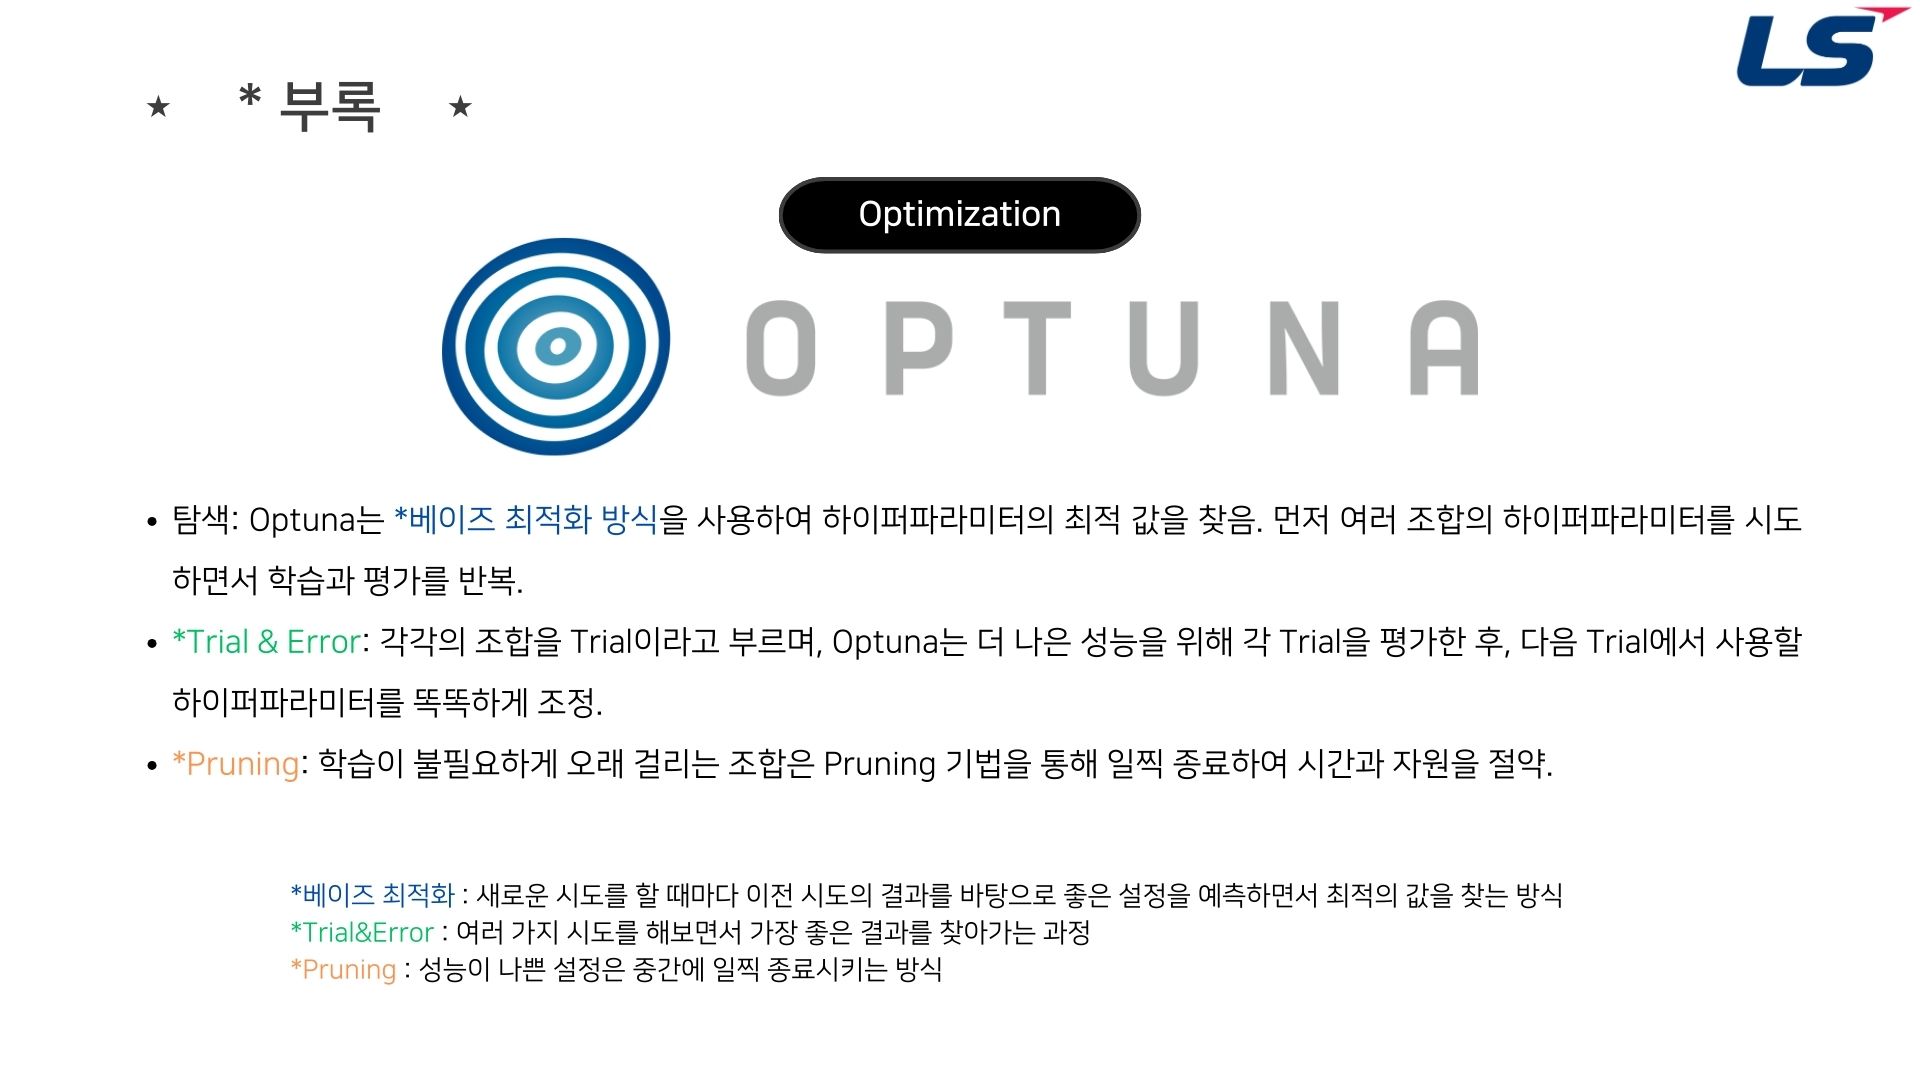 LS
★ * 부록 ★
Optimization
OPTUNA
• 탐색: Optuna는 *베이즈 최적화 방식을 사용하여 하이퍼파라미터의 최적 값을 찾음. 먼저 여러 조합의 하이퍼파라미터를 시도
하면서 학습과 평가를 반복.
• *Trial & Error: 각각의 조합을 Trial이라고 부르며, Optuna는 더 나은 성능을 위해 각 Trial을 평가한 후, 다음 Trial에서 사용할
하이퍼파라미터를 똑똑하게 조정.
• *Pruning: 학습이 불필요하게 오래 걸리는 조합은 Pruning 기법을 통해 일찍 종료하여 시간과 자원을 절약.
*베이즈 최적화 : 새로운 시도를 할 때마다 이전 시도의 결과를 바탕으로 좋은 설정을 예측하면서 최적의 값을 찾는 방식
*Trial&Error : 여러 가지 시도를 해보면서 가장 좋은 결과를 찾아가는 과정
*Pruning : 성능이 나쁜 설정은 중간에 일찍 종료시키는 방식